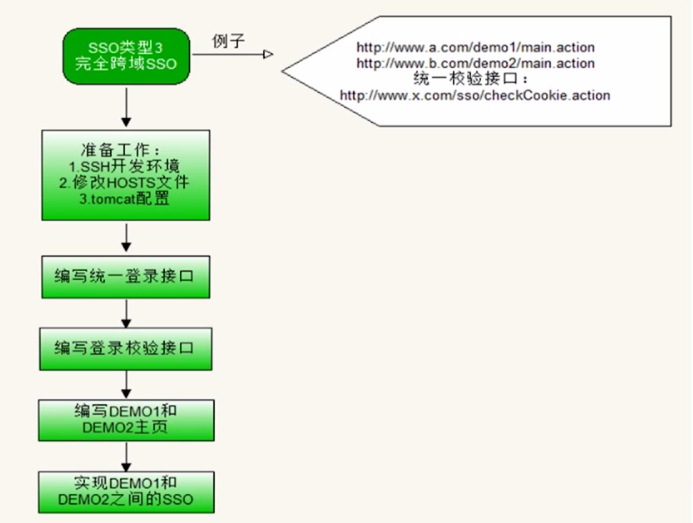 SSO类型3
完全跨域SSO
例子
http://www.a.com/demo1/main.action
http://www.b.com/demo2/main.action
统一校验接口：
http://www.x.com/sso/checkCookie.action
准备工作：
1.SSH开发环境
2.修改HOSTS文件
3.tomcat配置
编写统一登录接口
编写登录校验接口
编写DEMO1和
DEMO2主页
实现DEMO1和
DEMO2之间的SSO